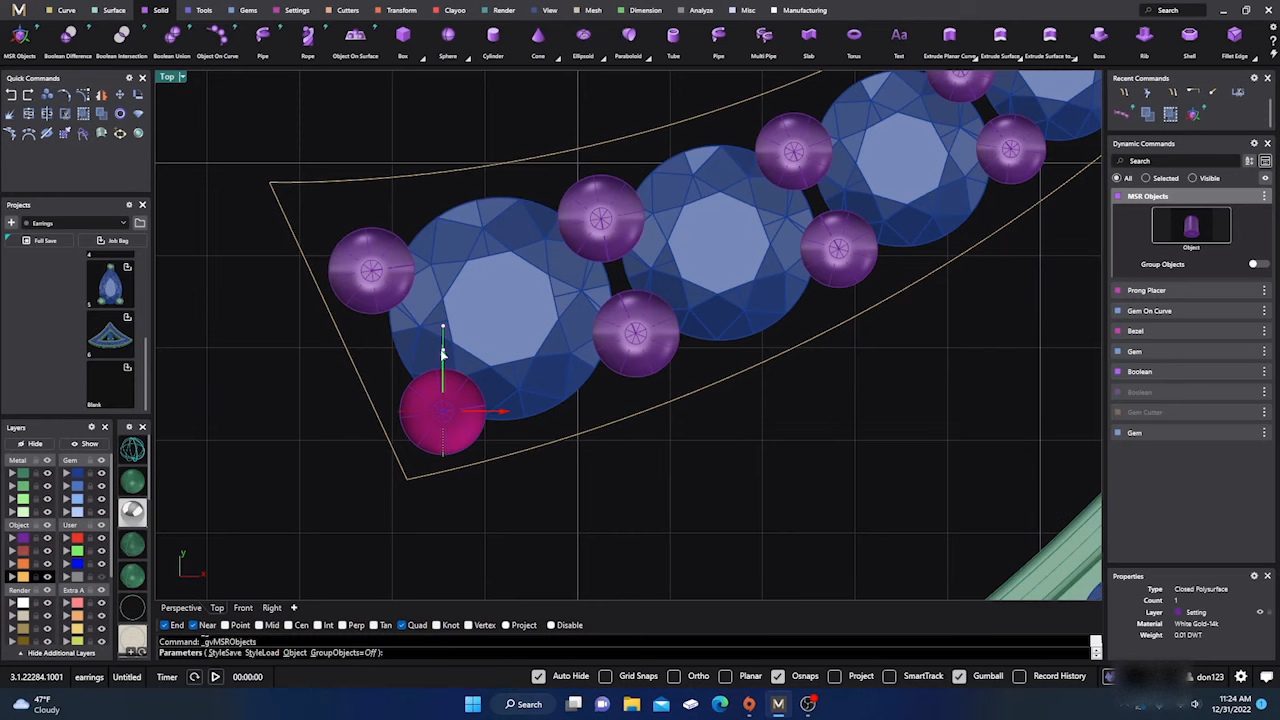 Curve Surface Solid Tools Gems Settings Cutters Transform Clayoo Render View Mesh Dimension Analyze Misc Manufacturing Search
MSR Objects Boolean Difference Boolean Intersection Boolean Union Object On Curve Pipe Rope Object On Surface Box Sphere Cylinder Cone Ellipsoid Paraboloid Tube Pipe Multi Pipe Slab Torus Text Extrude Planar Curve Extrude Surface Extrude Surface to... Boss Rib Shell Fillet Edge
Quick Commands
Top
Recent Commands
Dynamic Commands
Search
All Selected Visible
MSR Objects
Object
Group Objects
Prong Placer
Gem On Curve
Bezel
Gem
Boolean
Boolean
Gem Cutter
Gem
Projects
Earrings
Full Save Job Bag
4
5
6
Blank
Layers
Hide Show
Metal Gem
Object User
Render Extra A
Hide Additional Layers
y
x
Properties
Type Closed Polysurface
Count 1
Layer Setting
Material White Gold-14k
Weight 0.01 DWT
Perspective Top Front Right
End Near Point Mid Cen Int Perp Tan Quad Knot Vertex Project Disable
Command: _gvMSRObjects
Parameters ( StyleSave StyleLoad Object GroupObjects=Off ):
3.1.22284.1001 earrings Untitled Timer 00:00:00 Auto Hide Grid Snaps Ortho Planar Osnaps Project SmartTrack Gumball Record History don123
47°F
Cloudy
Search
11:24 AM
12/31/2022